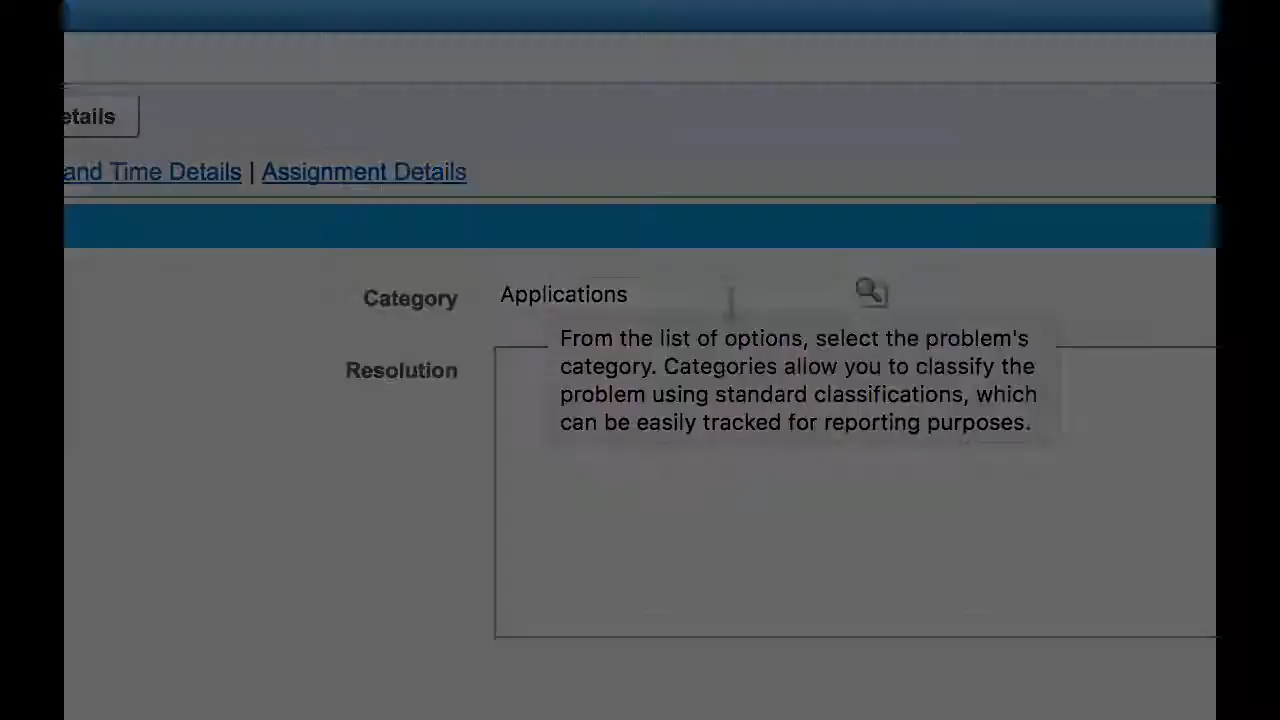 etails
and Time Details | Assignment Details
Category Applications
From the list of options, select the problem's
category. Categories allow you to classify the
problem using standard classifications, which
can be easily tracked for reporting purposes.
Resolution